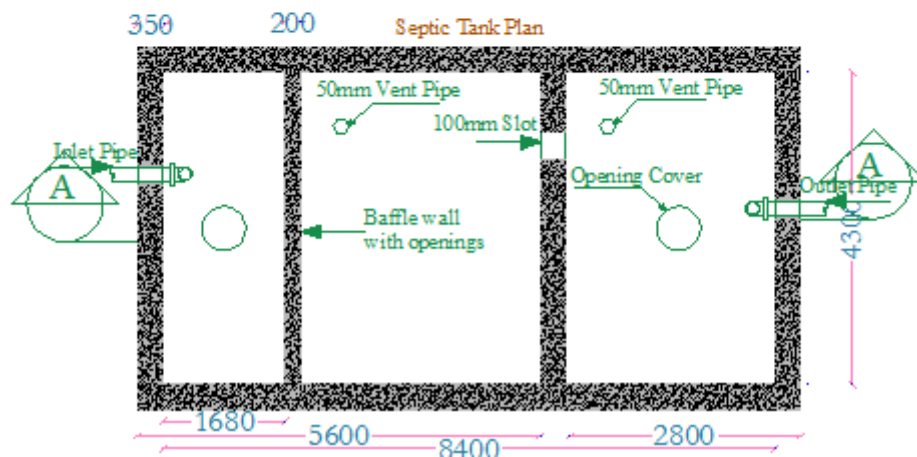 350
200
Septic Tank Plan
50mm Vent Pipe
50mm Vent Pipe
100mm Slot
Inlet Pipe
A
Opening Cover
A
Outlet Pipe
Baffle wall
with openings
4300
1680
5600
2800
8400